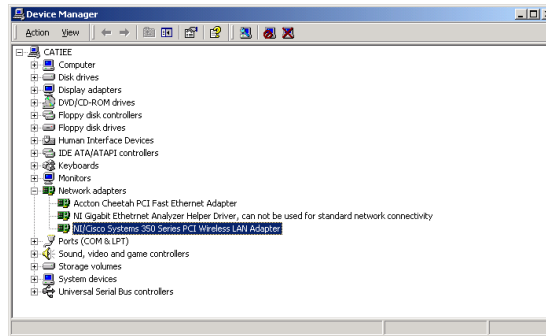 Device Manager
Action View
CATIEE
Computer
Disk drives
Display adapters
DVD/CD-ROM drives
Floppy disk controllers
Floppy disk drives
Human Interface Devices
IDE ATA/ATAPI controllers
Keyboards
Monitors
Network adapters
Accton Cheetah PCI Fast Ethernet Adapter
NI Gigabit Ethetrnet Analyzer Helper Driver, can not be used for standard network connectivity
NI/Cisco Systems 350 Series PCI Wireless LAN Adapter
Ports (COM & LPT)
Sound, video and game controllers
Storage volumes
System devices
Universal Serial Bus controllers